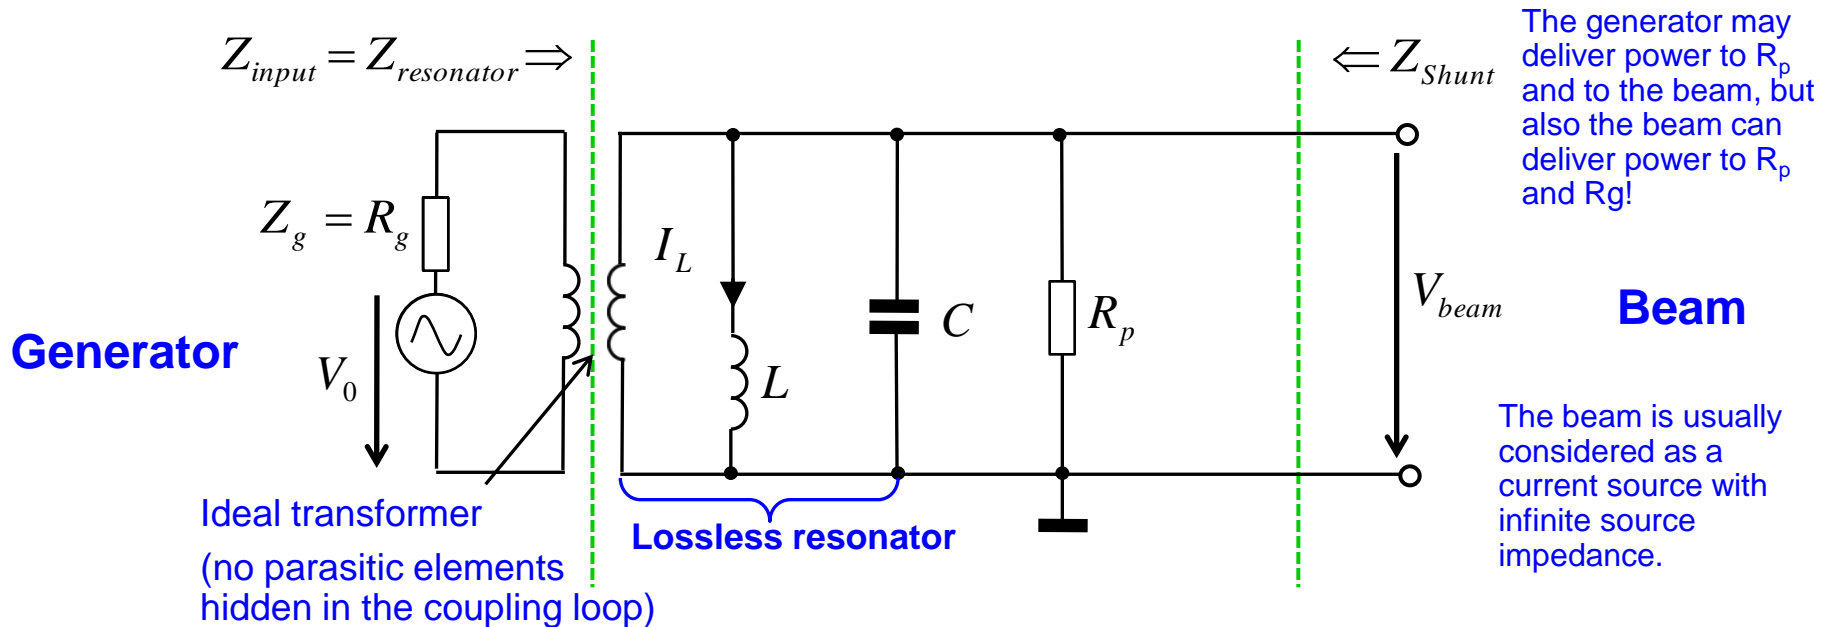 Z_input = Z_resonator ⇒
⇐ Z_Shunt
The generator may
deliver power to R_p
and to the beam, but
also the beam can
deliver power to R_p
and Rg!
Z_g = R_g
I_L
Generator
V_0
L
C
R_p
V_beam
Beam
Ideal transformer
(no parasitic elements
hidden in the coupling loop)
Lossless resonator
The beam is usually
considered as a
current source with
infinite source
impedance.